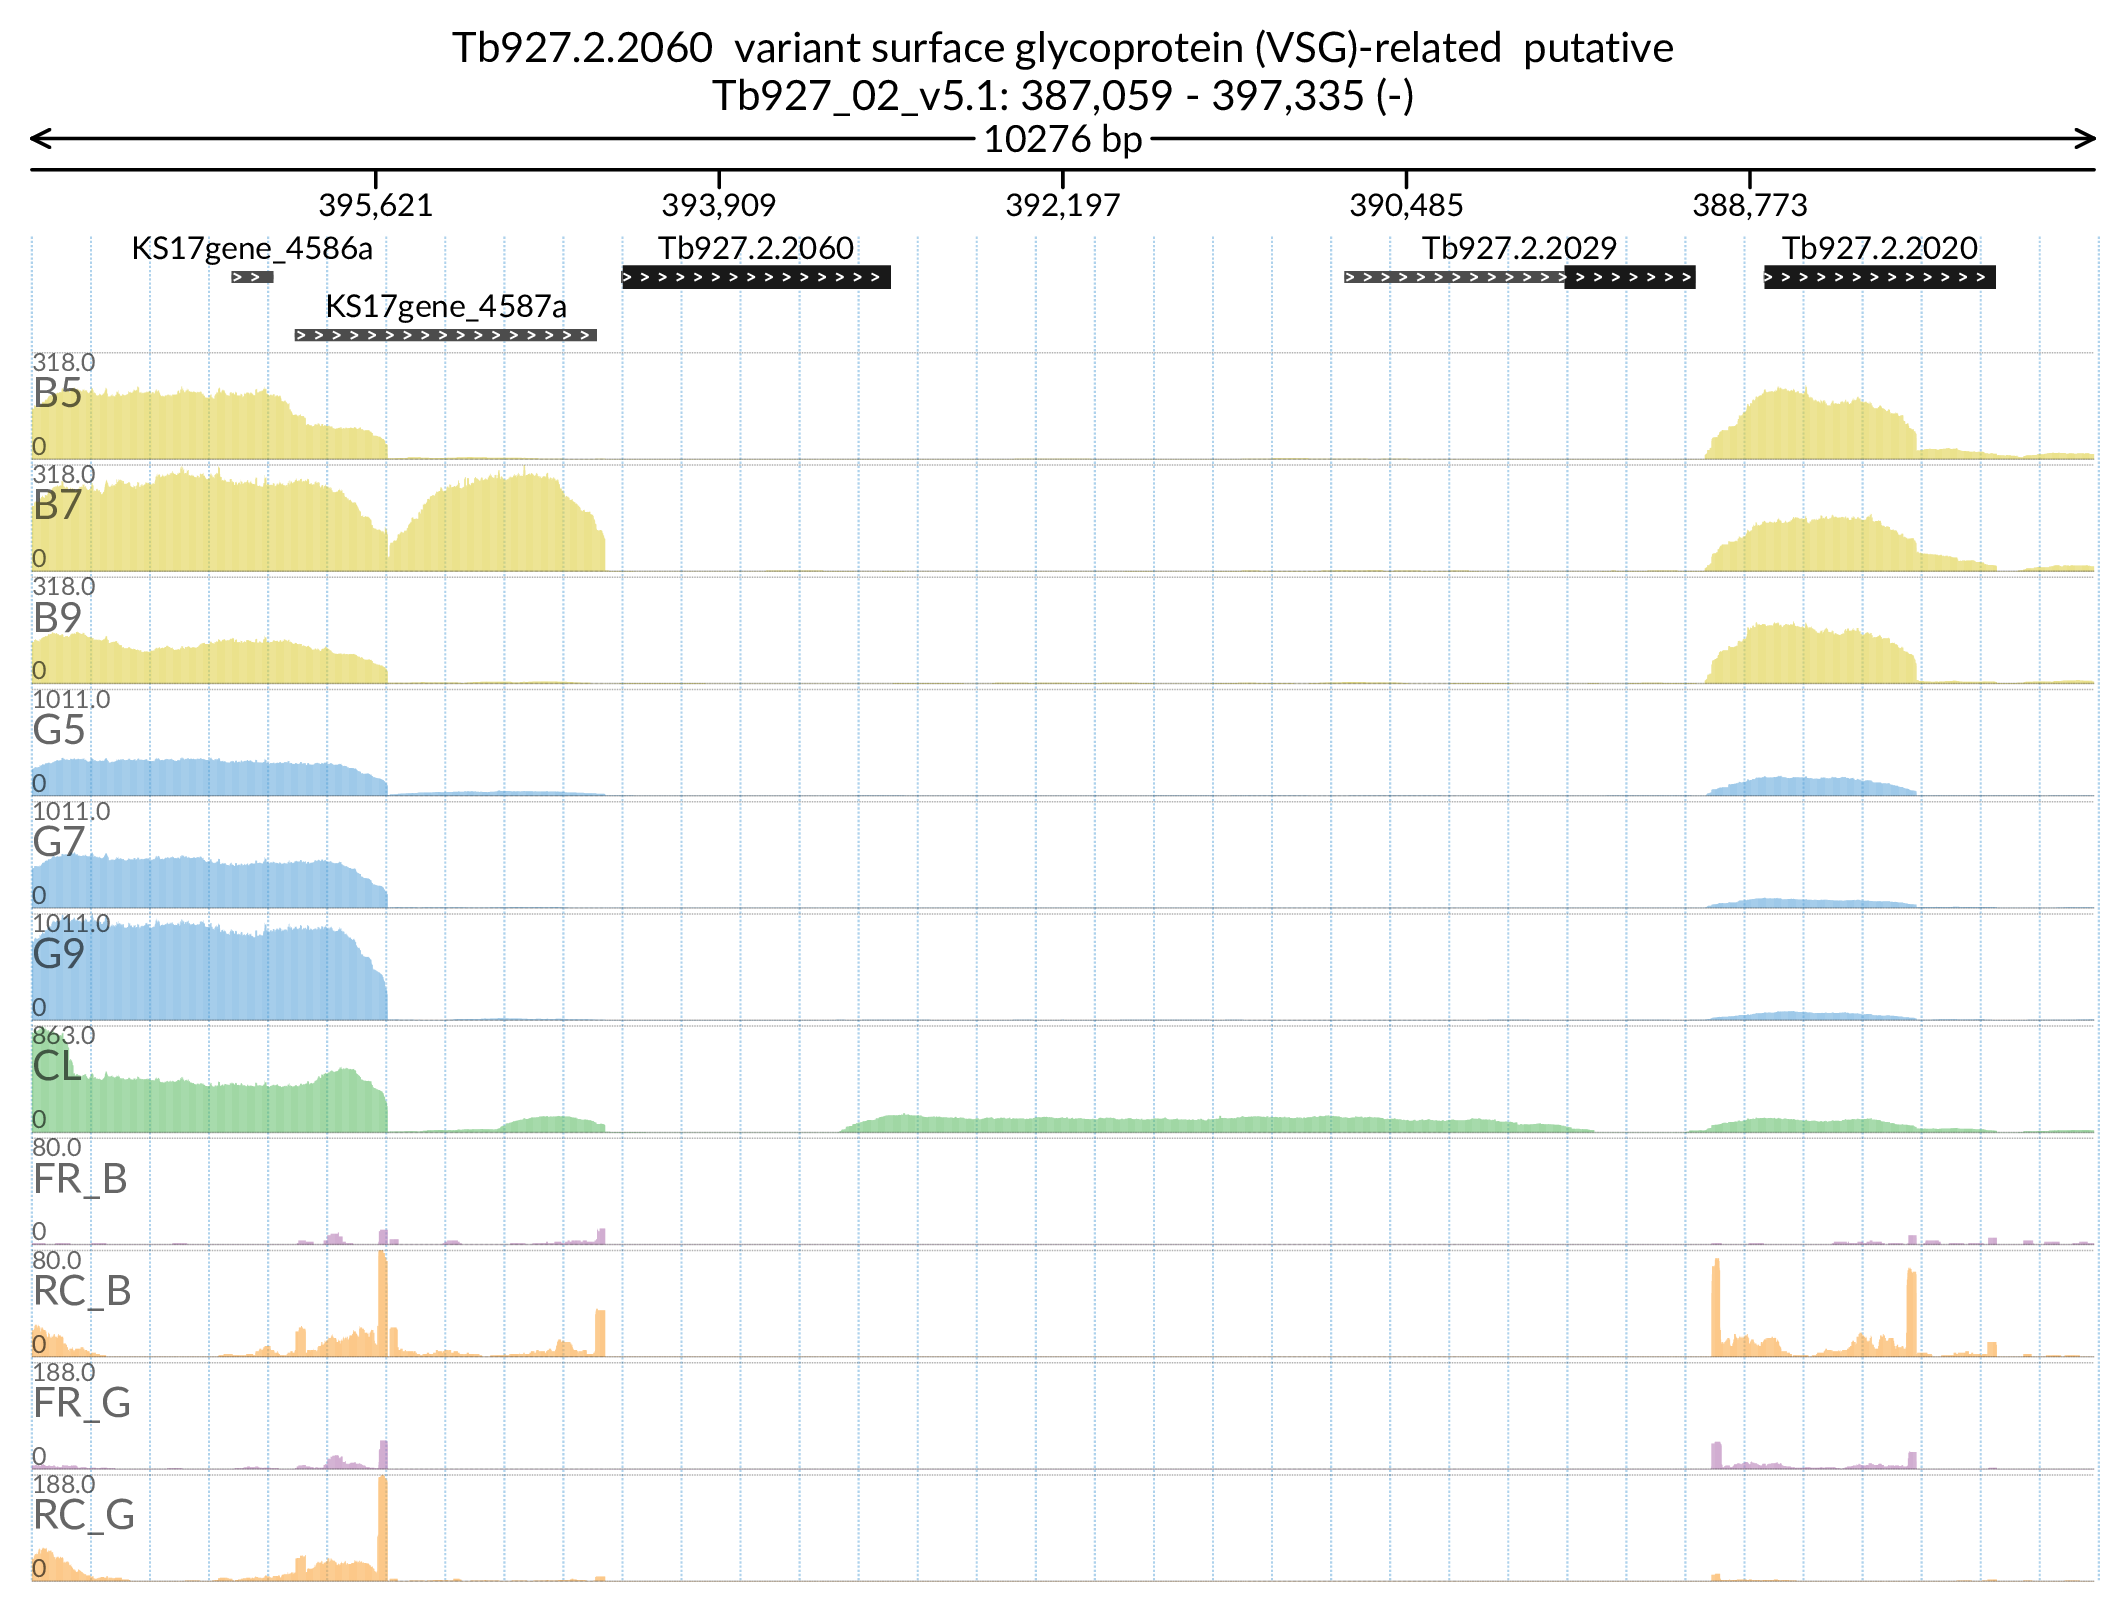 Tb927.2.2060  variant surface glycoprotein (VSG)-related  putative
Tb927_02_v5.1: 387,059 - 397,335 (-)
10276 bp
395,621 393,909 392,197 390,485 388,773
KS17gene_4586a Tb927.2.2060 Tb927.2.2029 Tb927.2.2020
KS17gene_4587a
318.0
B5
0
318.0
B7
0
318.0
B9
0
1011.0
G5
0
1011.0
G7
0
1011.0
G9
0
863.0
CL
0
80.0
FR_B
0
80.0
RC_B
0
188.0
FR_G
0
188.0
RC_G
0